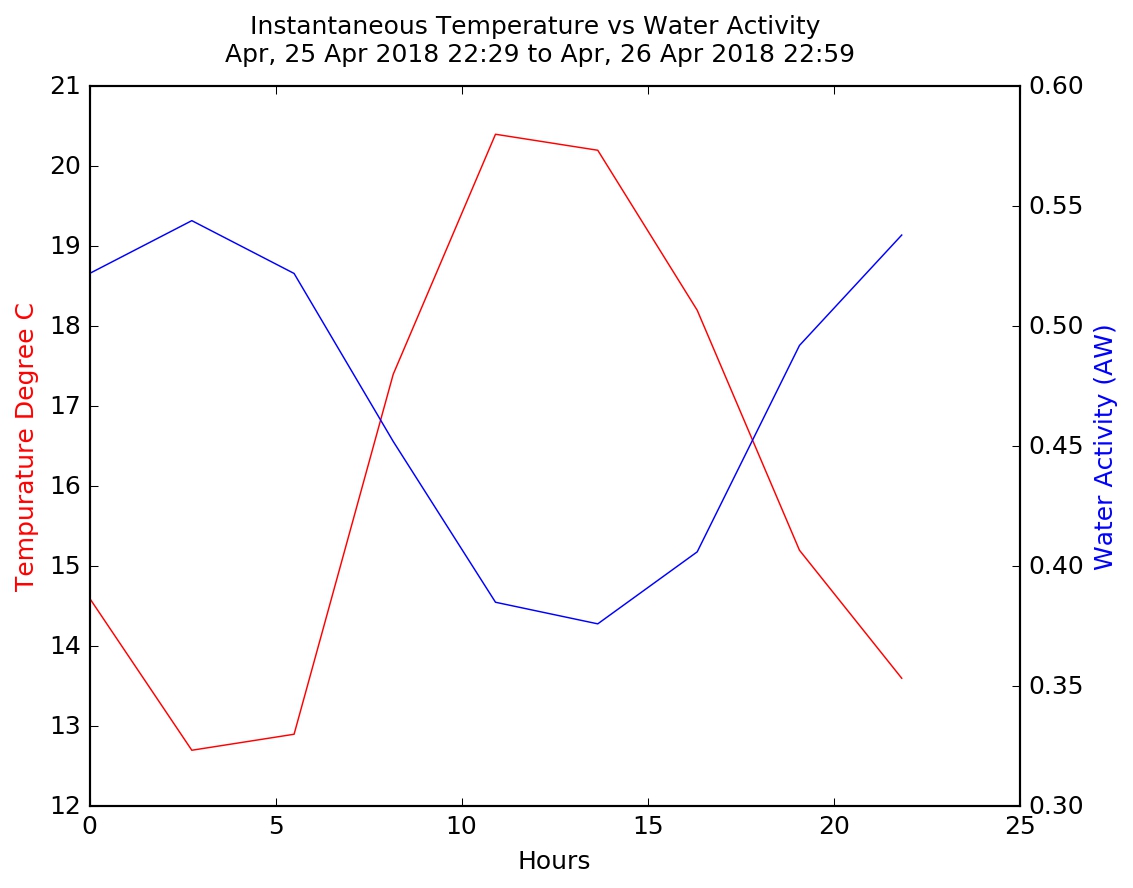 Instantaneous Temperature vs Water Activity
Apr, 25 Apr 2018 22:29 to Apr, 26 Apr 2018 22:59
21
20
19
18
17
16
15
14
13
12
Tempurature Degree C
0.60
0.55
0.50
0.45
0.40
0.35
0.30
Water Activity (AW)
0 5 10 15 20 25
Hours